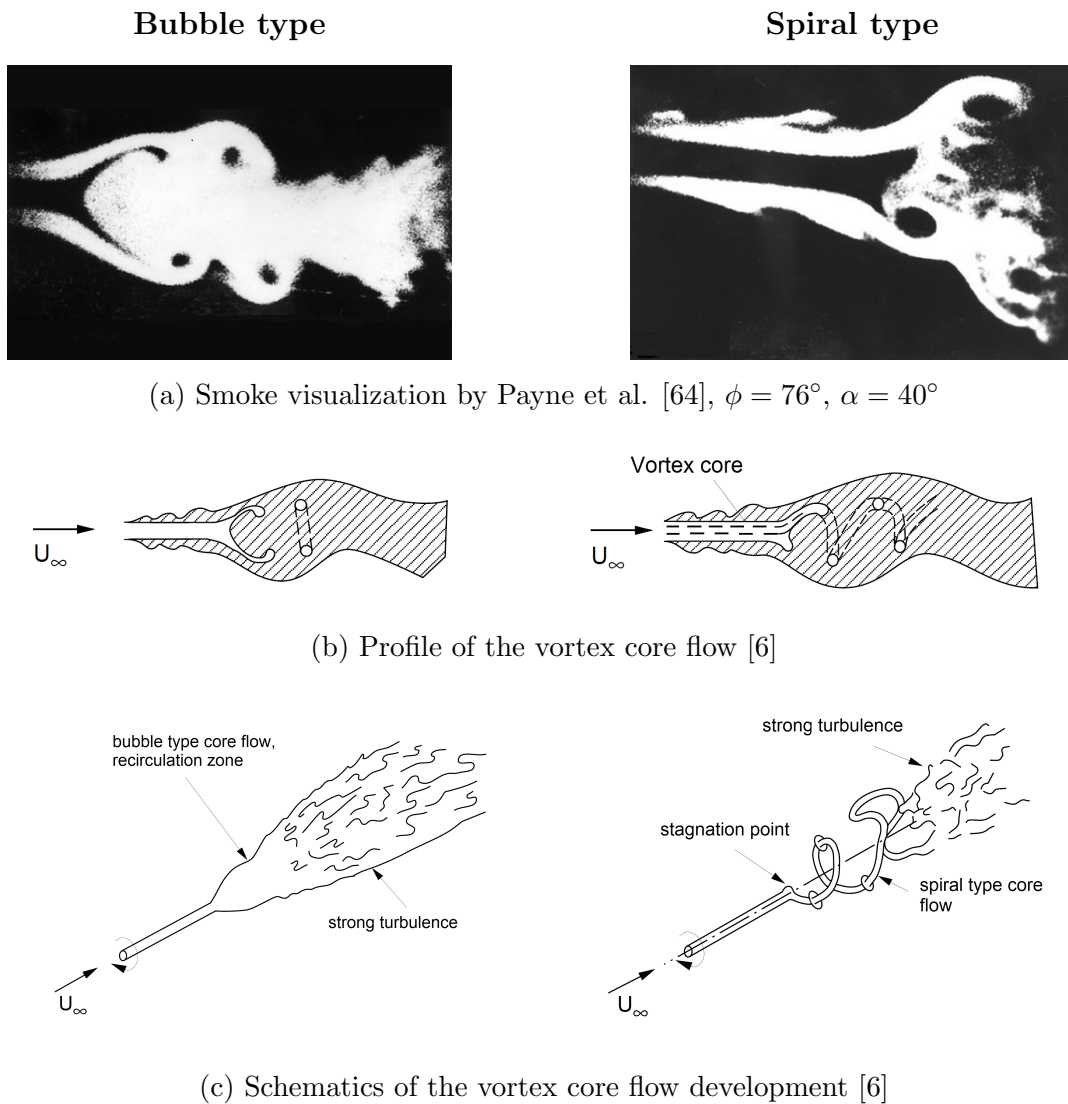 Bubble type
Spiral type
(a) Smoke visualization by Payne et al. [64], ϕ = 76°, α = 40°
Vortex core
U∞
U∞
(b) Profile of the vortex core flow [6]
bubble type core flow,
recirculation zone
strong turbulence
U∞
strong turbulence
stagnation point
spiral type core
flow
U∞
(c) Schematics of the vortex core flow development [6]